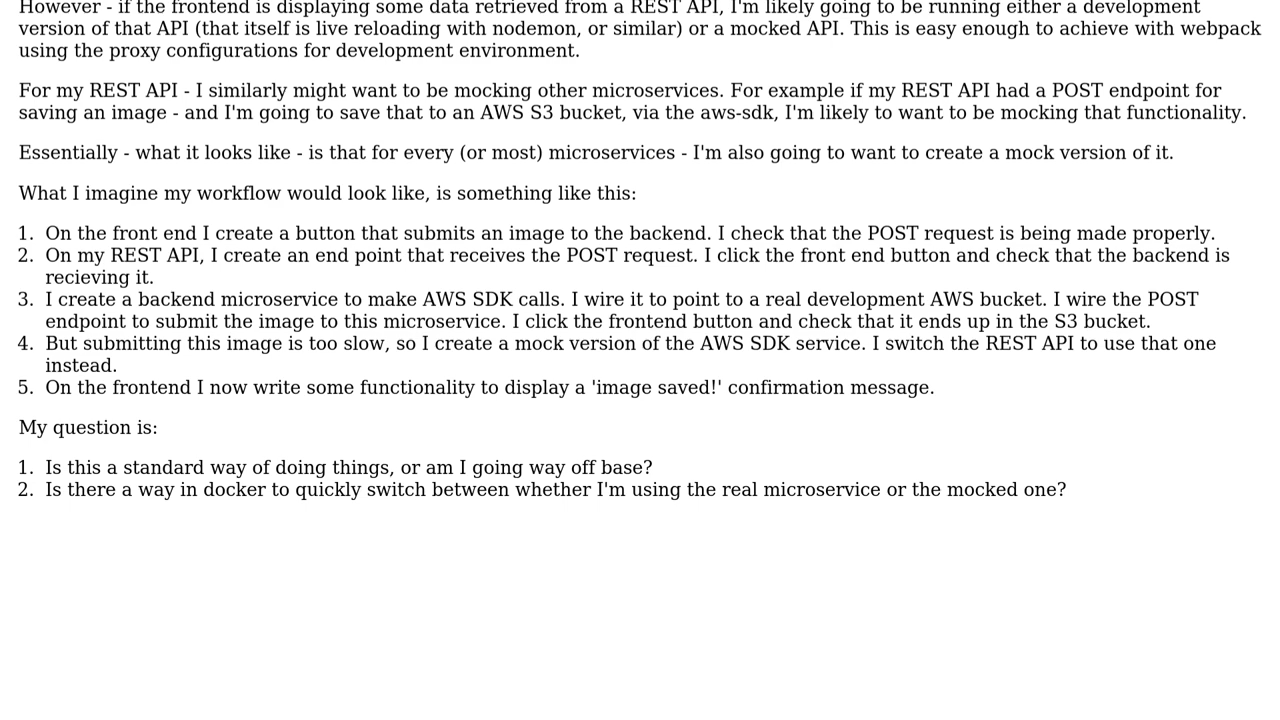 However - if the frontend is displaying some data retrieved from a REST API, I'm likely going to be running either a development
version of that API (that itself is live reloading with nodemon, or similar) or a mocked API. This is easy enough to achieve with webpack
using the proxy configurations for development environment.
For my REST API - I similarly might want to be mocking other microservices. For example if my REST API had a POST endpoint for
saving an image - and I'm going to save that to an AWS S3 bucket, via the aws-sdk, I'm likely to want to be mocking that functionality.
Essentially - what it looks like - is that for every (or most) microservices - I'm also going to want to create a mock version of it.
What I imagine my workflow would look like, is something like this:
1. On the front end I create a button that submits an image to the backend. I check that the POST request is being made properly.
2. On my REST API, I create an end point that receives the POST request. I click the front end button and check that the backend is
recieving it.
3. I create a backend microservice to make AWS SDK calls. I wire it to point to a real development AWS bucket. I wire the POST
endpoint to submit the image to this microservice. I click the frontend button and check that it ends up in the S3 bucket.
4. But submitting this image is too slow, so I create a mock version of the AWS SDK service. I switch the REST API to use that one
instead.
5. On the frontend I now write some functionality to display a 'image saved!' confirmation message.
My question is:
1. Is this a standard way of doing things, or am I going way off base?
2. Is there a way in docker to quickly switch between whether I'm using the real microservice or the mocked one?